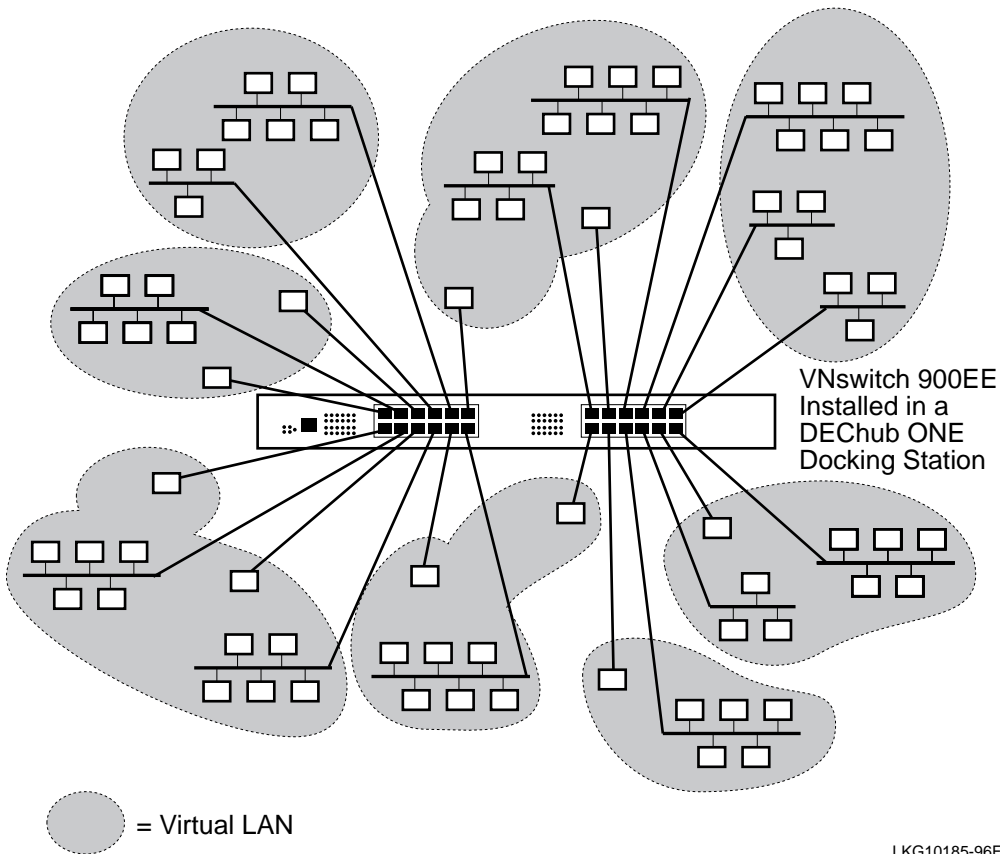 VNswitch 900EE
Installed in a
DEChub ONE
Docking Station
= Virtual LAN